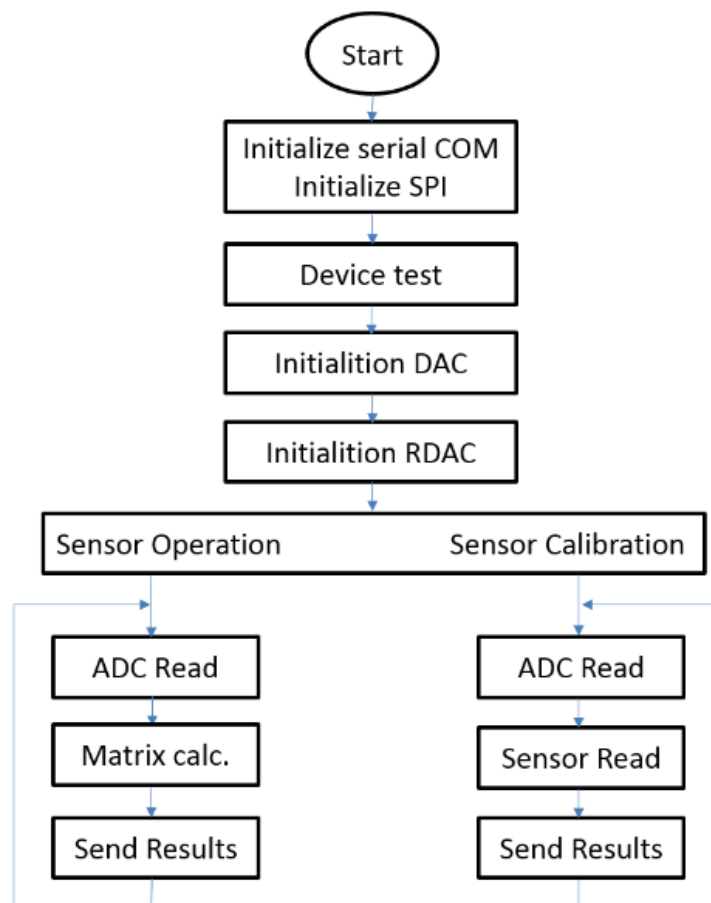 Start
Initialize serial COM
Initialize SPI
Device test
Initialition DAC
Initialition RDAC
Sensor Operation
Sensor Calibration
ADC Read
ADC Read
Matrix calc.
Sensor Read
Send Results
Send Results